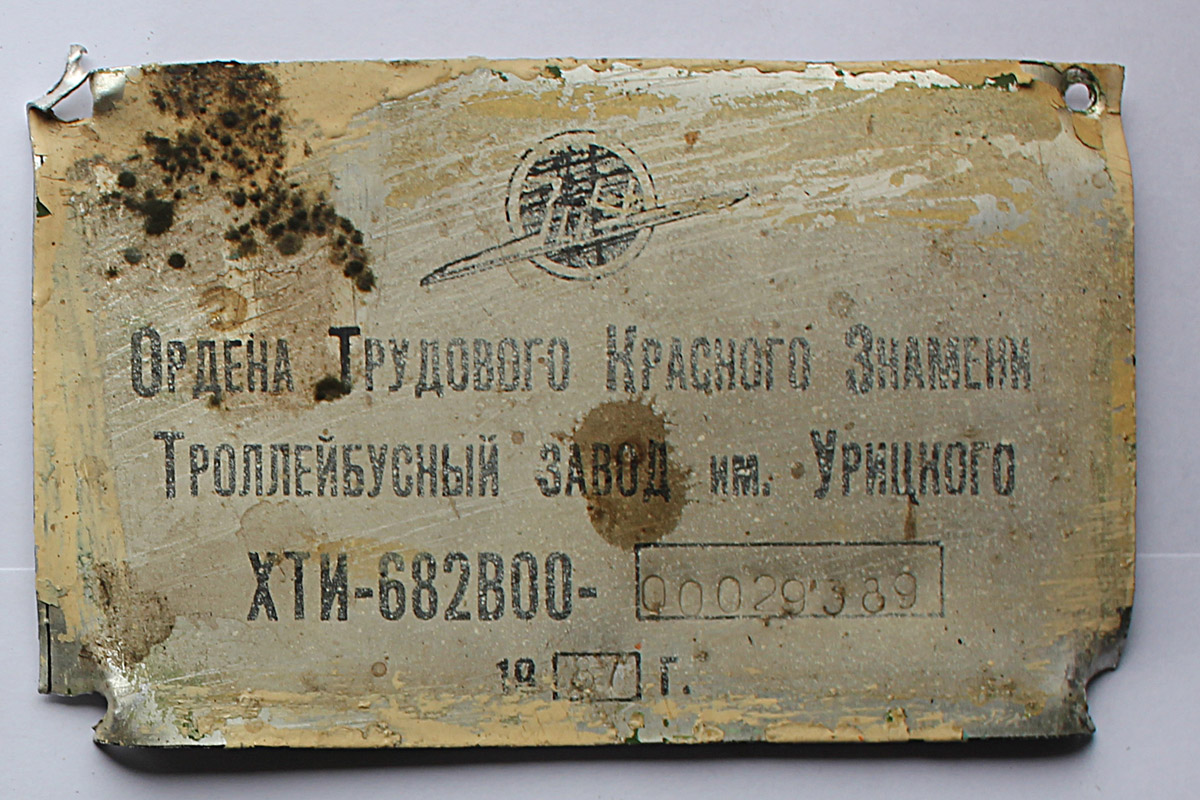 Ордена Трудового Красного Знамени
Троллейбусный завод им. Урицкого
ХТИ-682В00- 00029389
19 87 г.